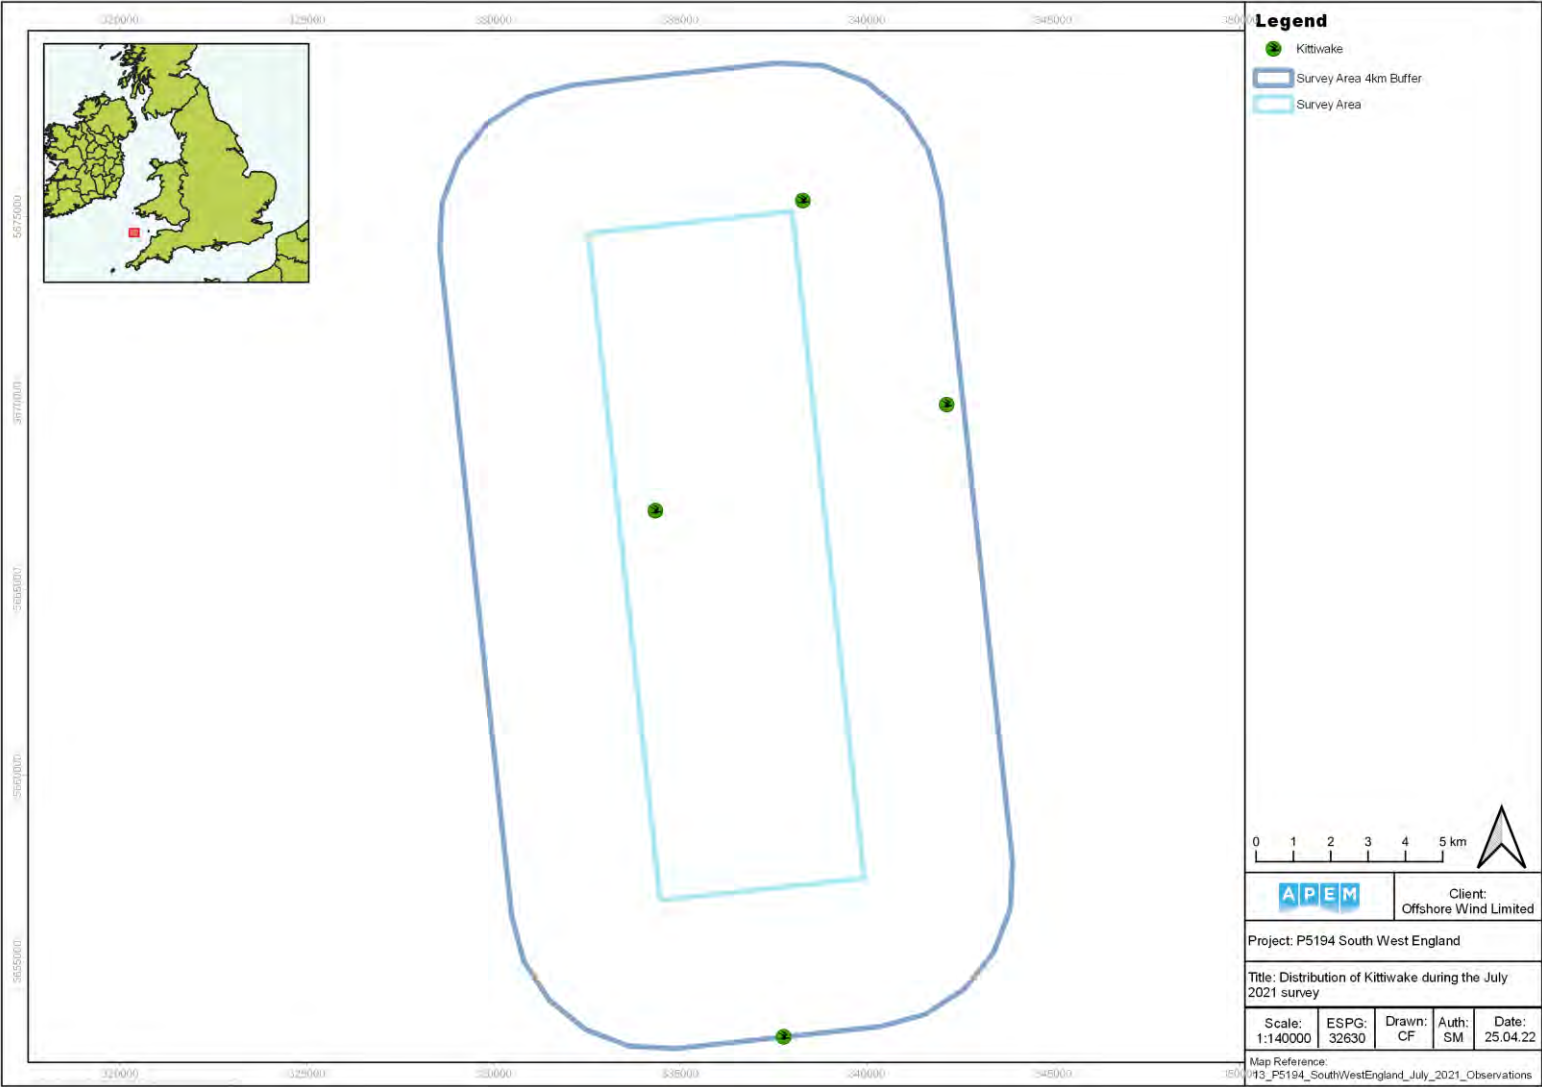 320000 325000 330000 335000 340000 345000 350000
Legend
Kittiwake
Survey Area 4km Buffer
Survey Area
5675000
5670000
5665000
5660000
5655000
0 1 2 3 4 5 km
APEM
Client:
Offshore Wind Limited
Project: P5194 South West England
Title: Distribution of Kittiwake during the July
2021 survey
Scale:
1:140000
ESPG:
32630
Drawn:
CF
Auth:
SM
Date:
25.04.22
Map Reference:
13_P5194_SouthWestEngland_July_2021_Observations
320000 325000 330000 335000 340000 345000 350000